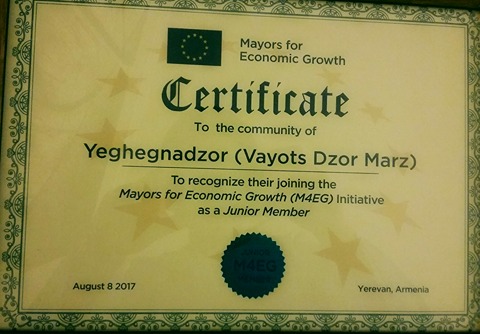 Mayors for
Economic Growth
Certificate
To the community of
Yeghegnadzor (Vayots Dzor Marz)
To recognize their joining the
Mayors for Economic Growth (M4EG) Initiative
as a Junior Member
M4EG
August 8 2017
Yerevan, Armenia